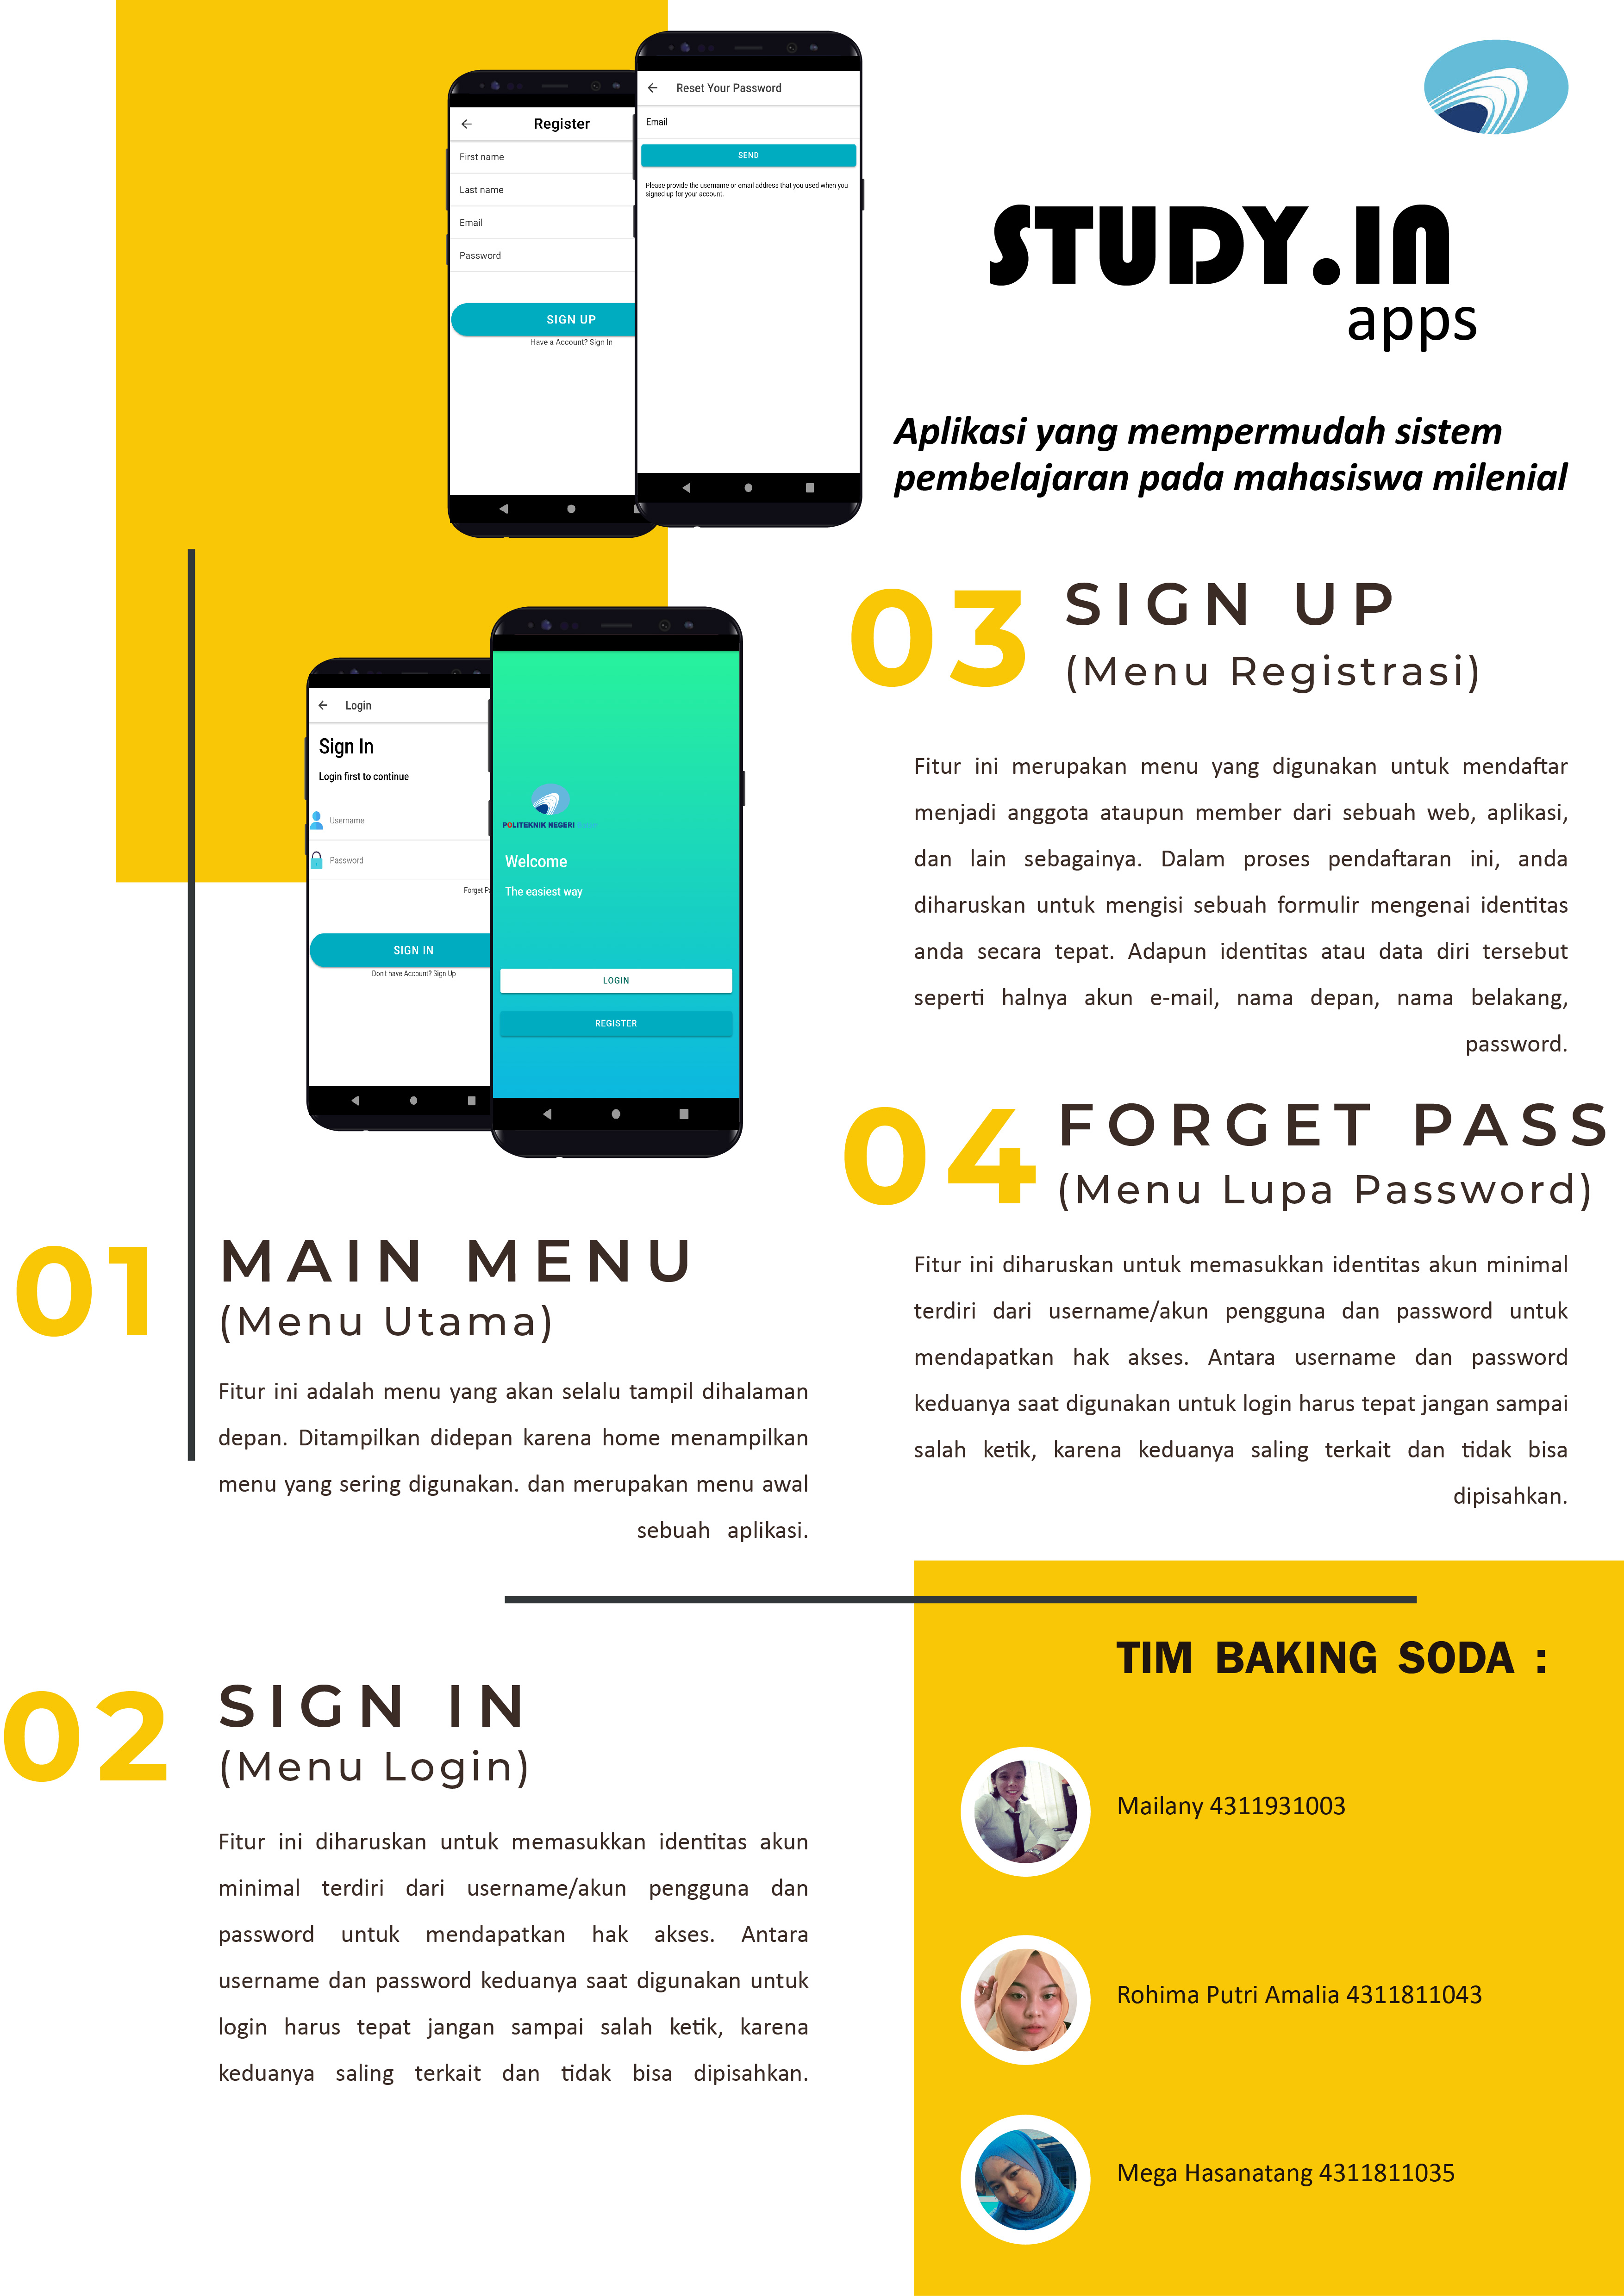 Register
First name
Last name
Email
Password
SIGN UP
Have a Account? Sign In
Reset Your Password
Email
SEND
Please provide the username or email address that you used when you
signed up for your account.
STUDY.IN
apps
Aplikasi yang mempermudah sistem
pembelajaran pada mahasiswa milenial
Login
Sign In
Login first to continue
Username
Password
Forget Pa
SIGN IN
Don't have Account? Sign Up
POLITEKNIK NEGERI
Welcome
The easiest way
LOGIN
REGISTER
01
MAIN MENU
(Menu Utama)
Fitur ini adalah menu yang akan selalu tampil dihalaman
depan. Ditampilkan didepan karena home menampilkan
menu yang sering digunakan. dan merupakan menu awal
sebuah aplikasi.
02
SIGN IN
(Menu Login)
Fitur ini diharuskan untuk memasukkan identitas akun
minimal terdiri dari username/akun pengguna dan
password untuk mendapatkan hak akses. Antara
username dan password keduanya saat digunakan untuk
login harus tepat jangan sampai salah ketik, karena
keduanya saling terkait dan tidak bisa dipisahkan.
03
SIGN UP
(Menu Registrasi)
Fitur ini merupakan menu yang digunakan untuk mendaftar
menjadi anggota ataupun member dari sebuah web, aplikasi,
dan lain sebagainya. Dalam proses pendaftaran ini, anda
diharuskan untuk mengisi sebuah formulir mengenai identitas
anda secara tepat. Adapun identitas atau data diri tersebut
seperti halnya akun e-mail, nama depan, nama belakang,
password.
04
FORGET PASS
(Menu Lupa Password)
Fitur ini diharuskan untuk memasukkan identitas akun minimal
terdiri dari username/akun pengguna dan password untuk
mendapatkan hak akses. Antara username dan password
keduanya saat digunakan untuk login harus tepat jangan sampai
salah ketik, karena keduanya saling terkait dan tidak bisa
dipisahkan.
TIM BAKING SODA :
Mailany 4311931003
Rohima Putri Amalia 4311811043
Mega Hasanatang 4311811035